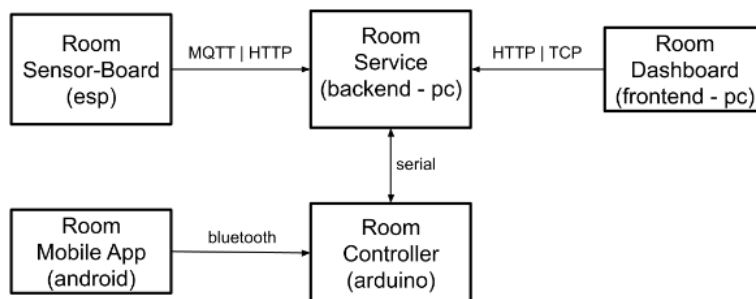 Room
Sensor-Board
(esp)
MQTT | HTTP
Room
Service
(backend - pc)
HTTP | TCP
Room
Dashboard
(frontend - pc)
serial
Room
Mobile App
(android)
bluetooth
Room
Controller
(arduino)